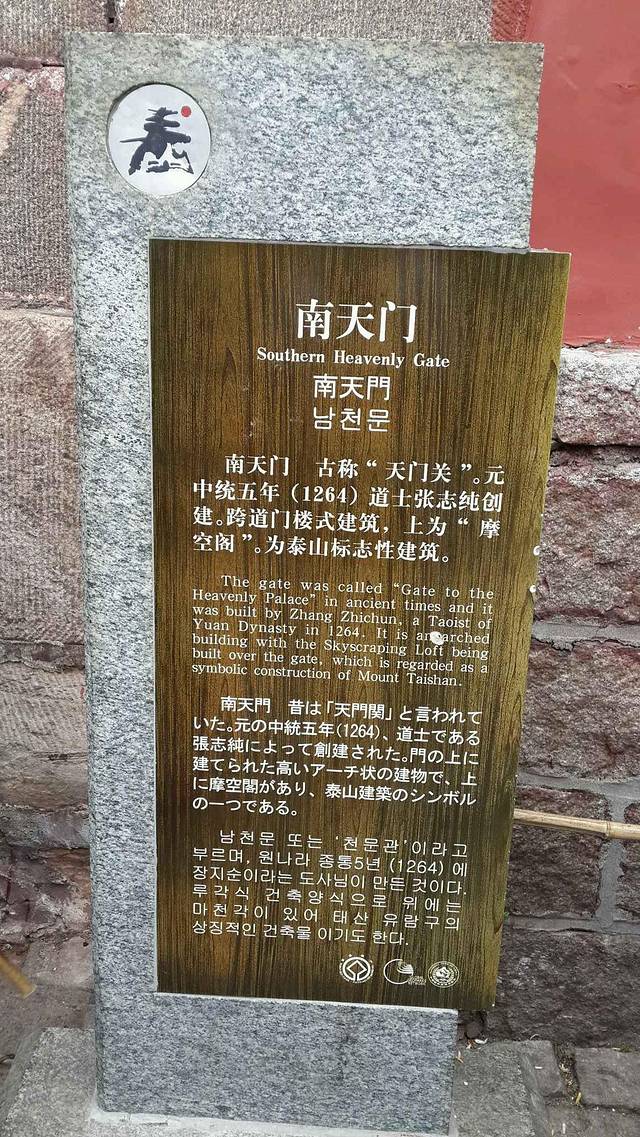 南天门
Southern Heavenly Gate
南天門
남천문
南天门 古称“天门关”。元
中统五年（1264）道士张志纯创
建。跨道门楼式建筑，上为“摩
空阁”。为泰山标志性建筑。
The gate was called “Gate to the
Heavenly Palace” in ancient times and it
was built by Zhang Zhichun, a Taoist of
Yuan Dynasty in 1264. It is an arched
building with the Skyscraping Loft being
built over the gate, which is regarded as a
symbolic construction of Mount Taishan.
南天門 昔は「天門関」と言われて
いた。元の中統五年(1264)、道士である
張志純によって創建された。門の上に
建てられた高いアーチ状の建物で、上
に摩空閣があり、泰山建築のシンボル
の一つである。
남천문 또는 ‘천문관’이라고
부르며, 원나라 종통5년 (1264) 에
장지순이라는 도사님이 만든 것이다.
루각식 건축양식으로 위에는
마천각이 있어 태산 유람구의
상징적인 건축물 이기도 한다.